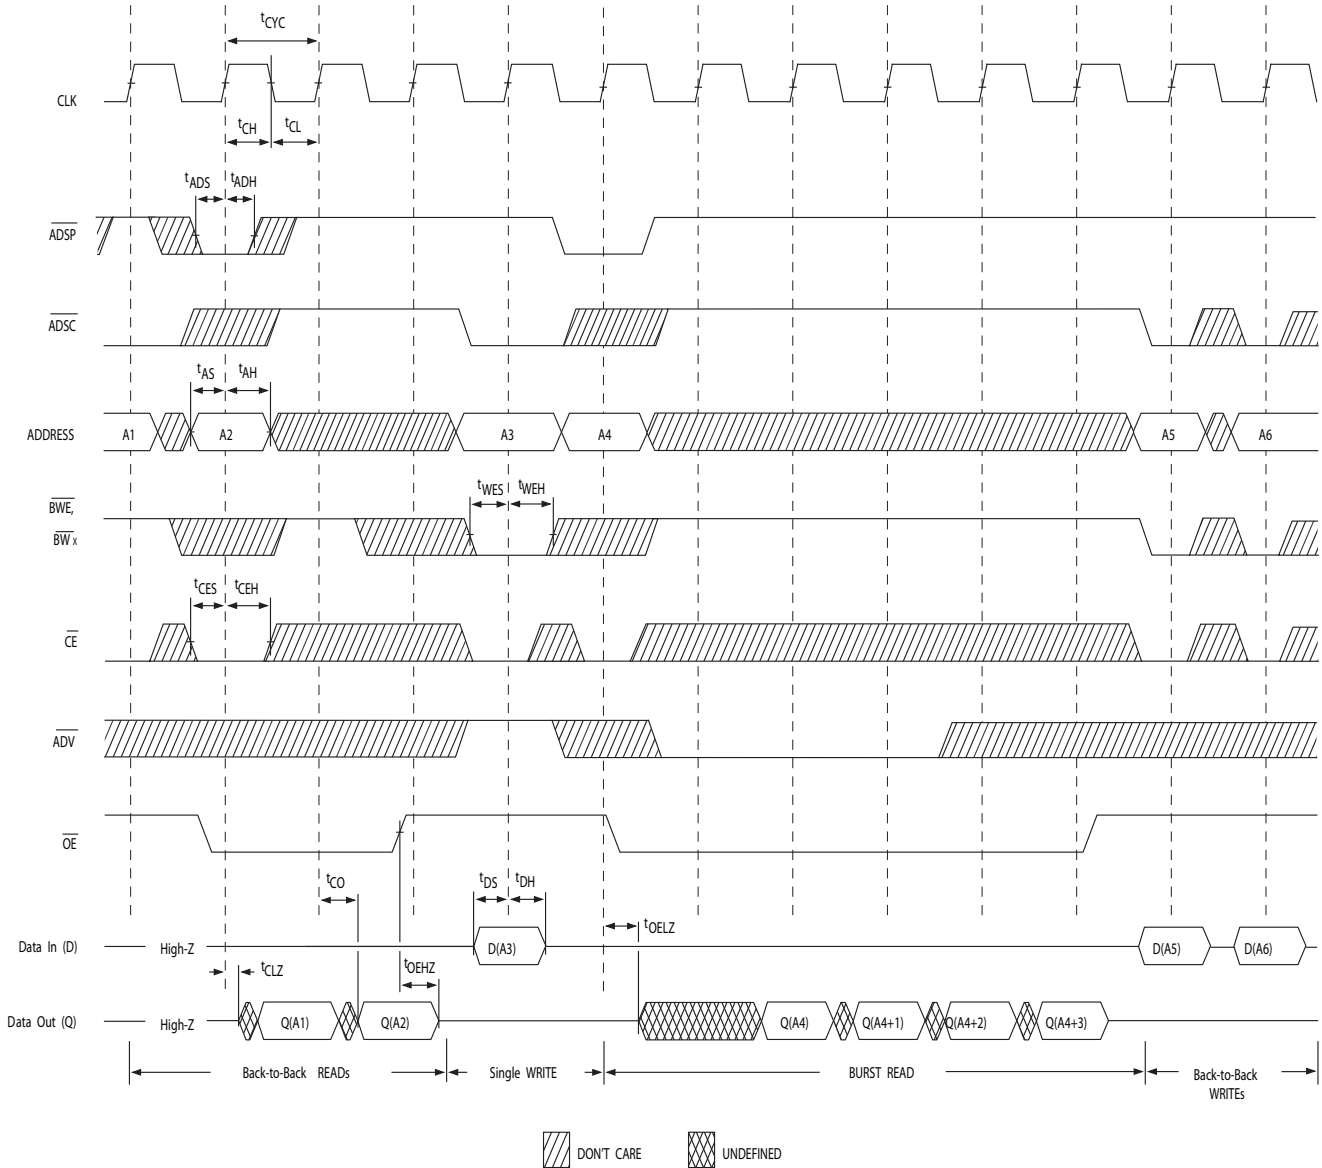 tCYC
CLK
tCH tCL
tADS tADH
ADSP
ADSC
tAS tAH
ADDRESS A1 A2 A3 A4 A5 A6
tWES tWEH
BWE,
BW x
tCES tCEH
CE
ADV
OE
tCO tDS tDH
tOELZ
Data In (D) High-Z D(A3) D(A5) D(A6)
tCLZ tOEHZ
Data Out (Q) High-Z Q(A1) Q(A2) Q(A4) Q(A4+1) Q(A4+2) Q(A4+3)
Back-to-Back READs Single WRITE BURST READ Back-to-Back
WRITEs
DON'T CARE UNDEFINED